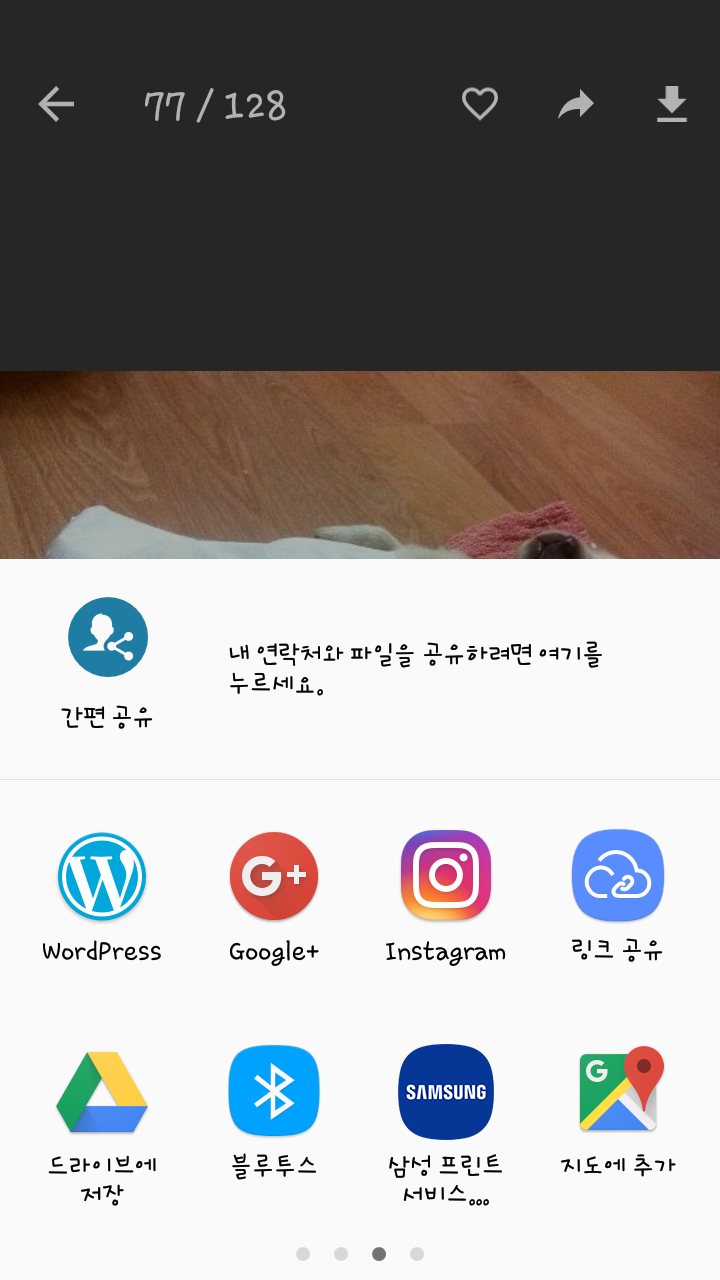 77 / 128
내 연락처와 파일을 공유하려면 여기를
누르세요.
간편 공유
WordPress
Google+
Instagram
링크 공유
SAMSUNG
드라이브에
저장
블루투스
삼성 프린트
서비스...
지도에 추가